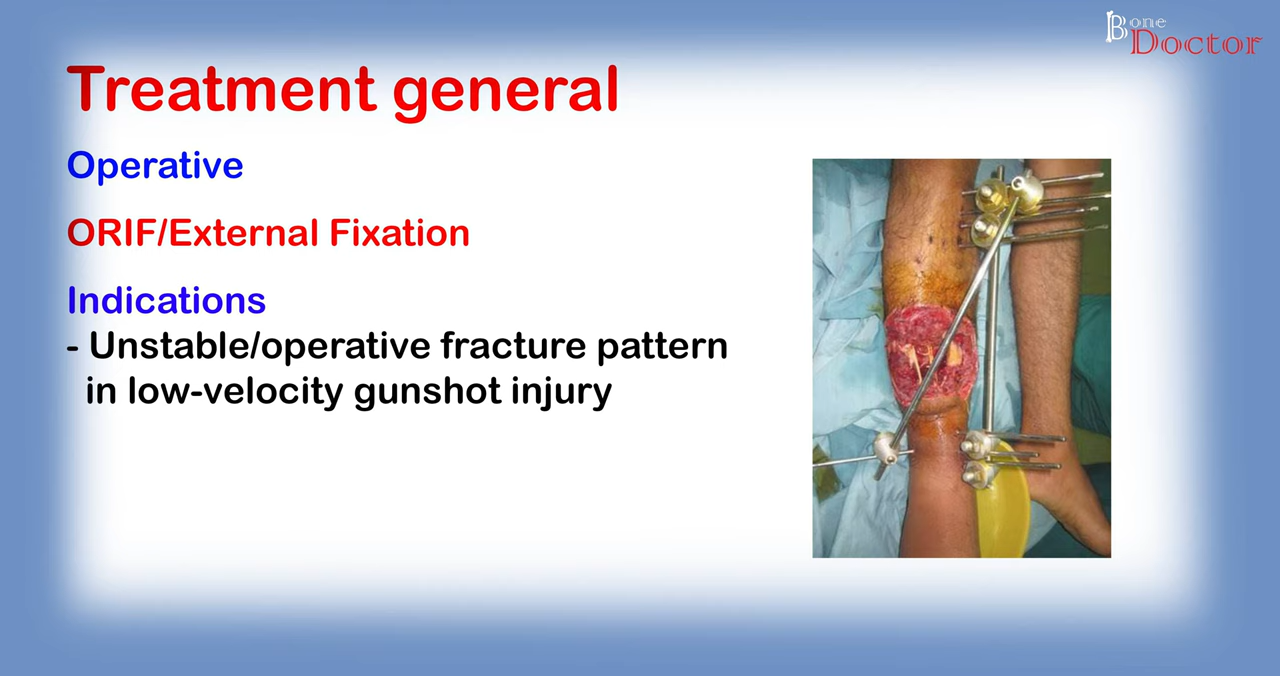 Bone
Doctor
Treatment general
Operative
ORIF/External Fixation
Indications
- Unstable/operative fracture pattern
in low-velocity gunshot injury